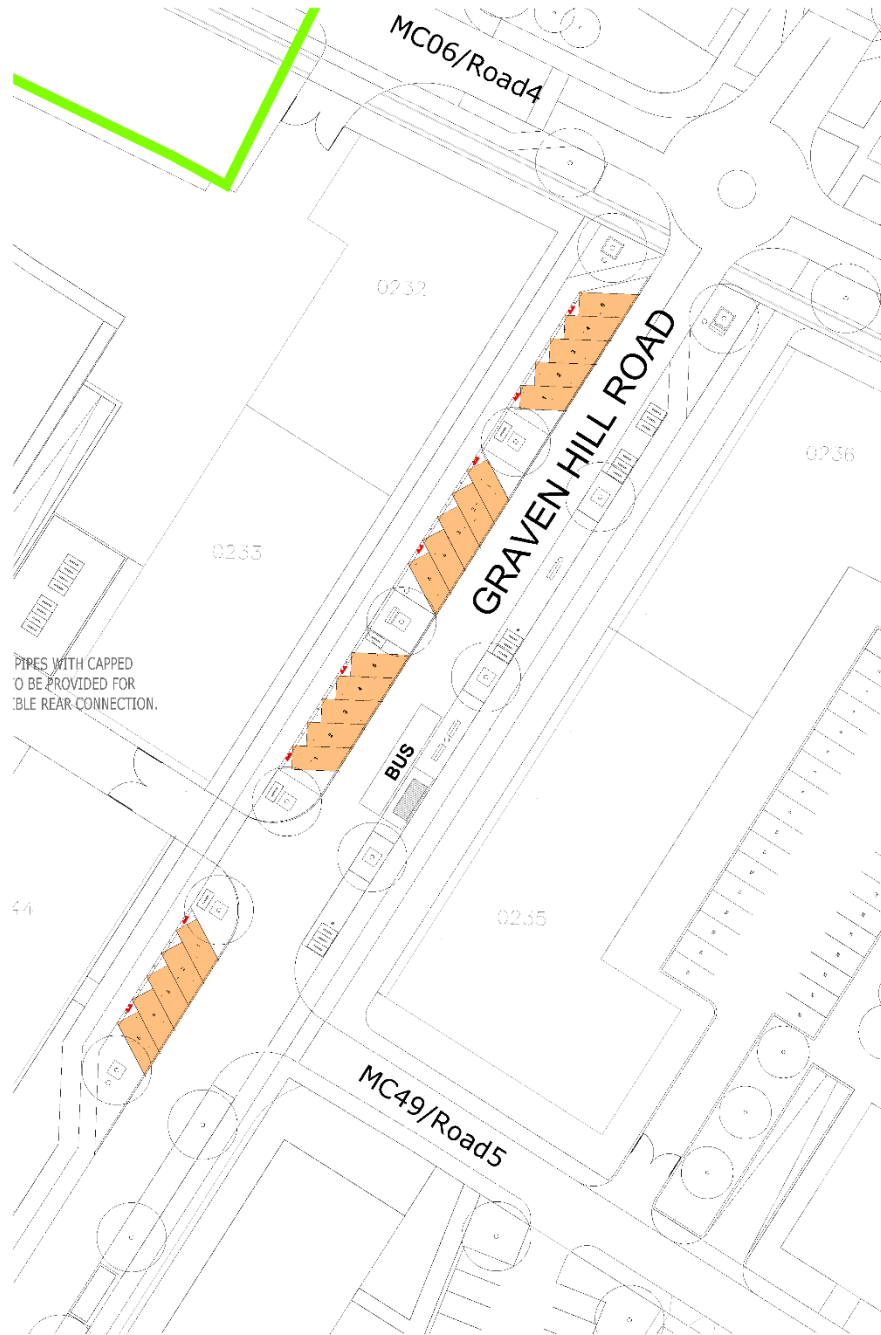 MC06/Road4
0232
GRAVEN HILL ROAD
0236
0233
PIPES WITH CAPPED
O BE PROVIDED FOR
BLE REAR CONNECTION.
BUS
44
0235
MC49/Road5